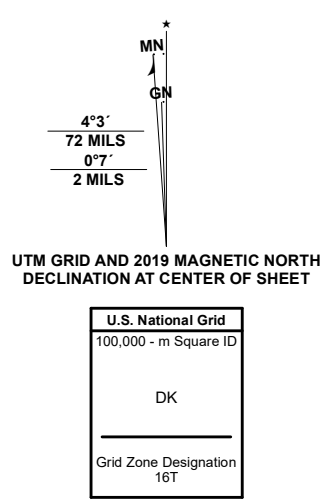 MN
GN
4°3´
72 MILS
0°7´
2 MILS
UTM GRID AND 2019 MAGNETIC NORTH
DECLINATION AT CENTER OF SHEET
U.S. National Grid
100,000 - m Square ID
DK
Grid Zone Designation
16T